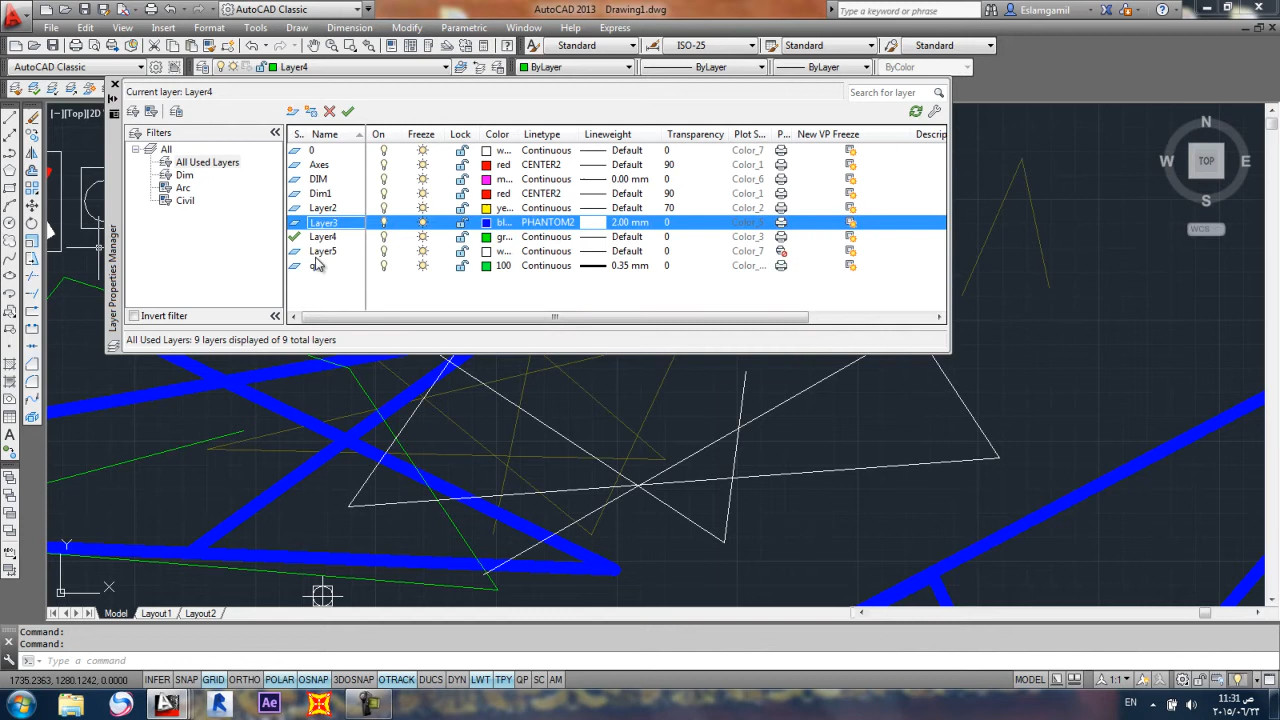 AutoCAD Classic
AutoCAD 2013 Drawing1.dwg
Type a keyword or phrase
Eslamgamil
File Edit View Insert Format Tools Draw Dimension Modify Parametric Window Help Express
Standard ISO-25 Standard Standard
AutoCAD Classic Layer4 ByLayer ByLayer ByLayer ByColor
Current layer: Layer4
Search for layer
Filters
All
All Used Layers
Dim
Arc
Civil
Invert filter
S.. Name On Freeze Lock Color Linetype Lineweight Transparency Plot S... P... New VP Freeze Descrip
0 w... Continuous Default 0 Color_7
Axes red CENTER2 Default 90 Color_1
DIM m... Continuous 0.00 mm 0 Color_6
Dim1 red CENTER2 Default 90 Color_1
Layer2 ye... Continuous Default 70 Color_2
Layer3 bl... PHANTOM2 2.00 mm 0 Color_5
Layer4 gr... Continuous Default 0 Color_3
Layer5 w... Continuous Default 0 Color_7
100 Continuous 0.35 mm 0 Color_...
All Used Layers: 9 layers displayed of 9 total layers
Layer Properties Manager
[−][Top][2D
N
W TOP E
S
WCS
Y
X
Model Layout1 Layout2
Command:
Command:
Type a command
1735.2363, 1280.1242, 0.0000 INFER SNAP GRID ORTHO POLAR OSNAP 3DOSNAP OTRACK DUCS DYN LWT TPY QP SC AM MODEL 1:1
Ae
EN
11:31 ص
٢٠١٥/٠٦/٢٣